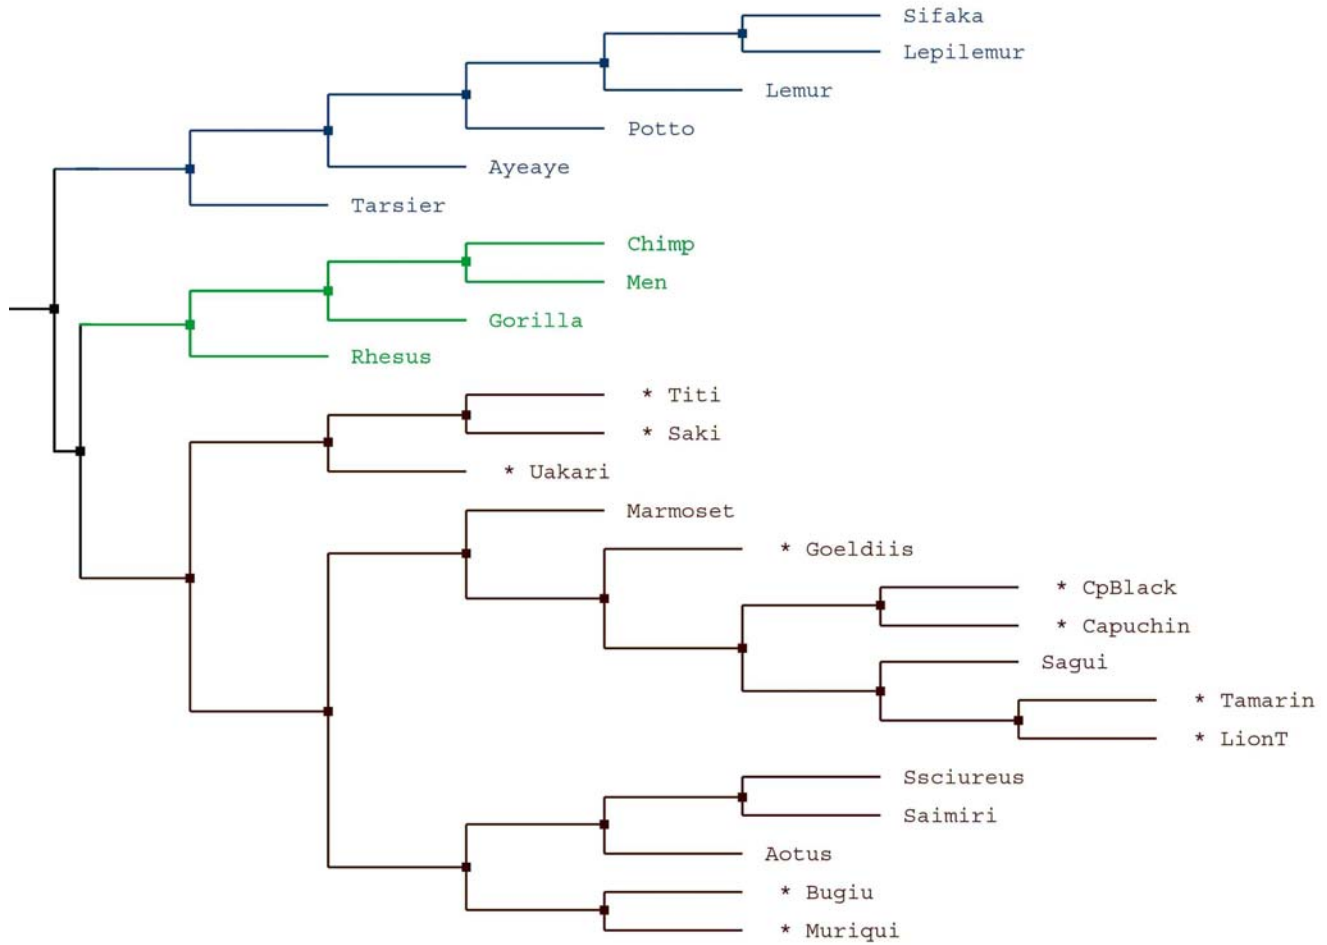 Sifaka
Lepilemur
Lemur
Potto
Ayeaye
Tarsier
Chimp
Men
Gorilla
Rhesus
* Titi
* Saki
* Uakari
Marmoset
* Goeldiis
* CpBlack
* Capuchin
Sagui
* Tamarin
* LionT
Ssciureus
Saimiri
Aotus
* Bugiu
* Muriqui